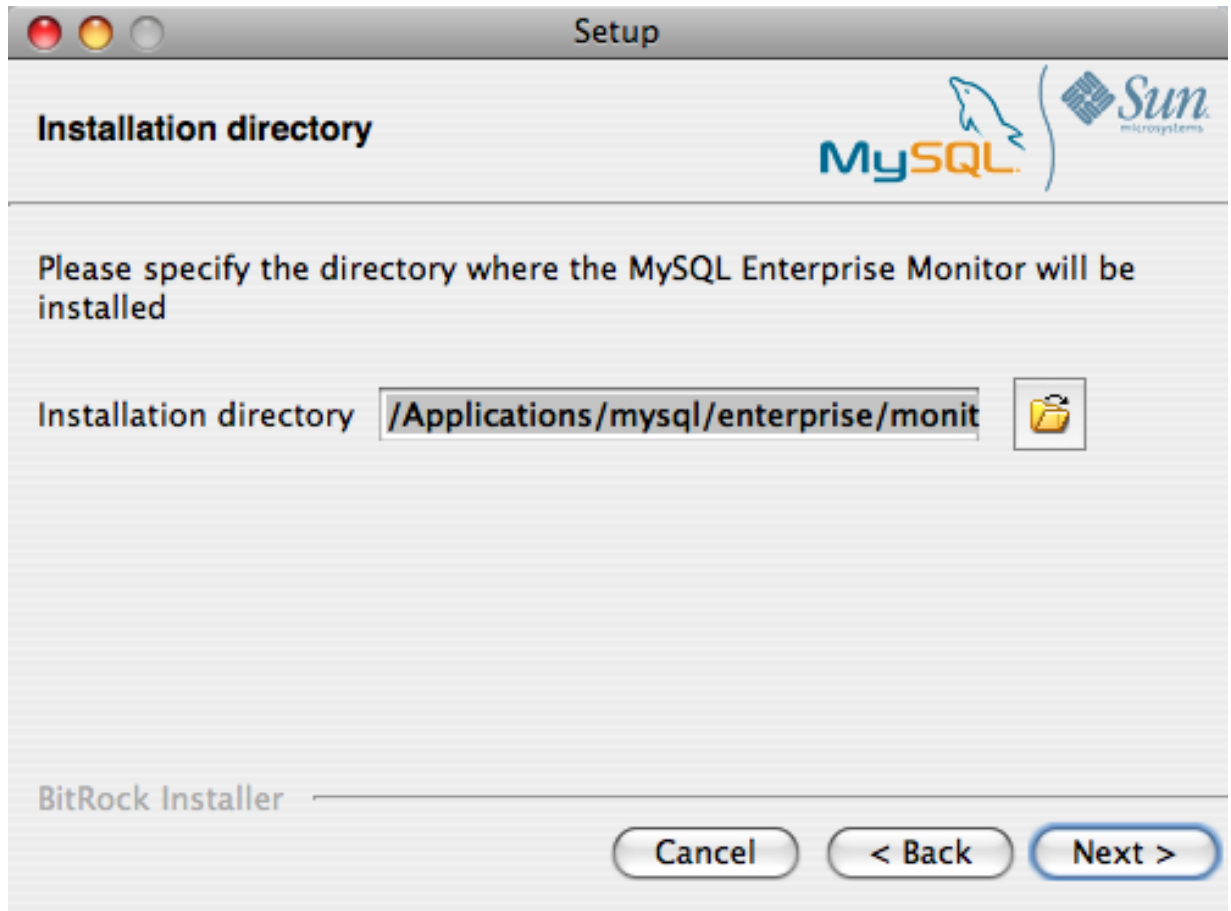 Setup
Installation directory
MySQL
Sun
microsystems
Please specify the directory where the MySQL Enterprise Monitor will be
installed
Installation directory /Applications/mysql/enterprise/monit
BitRock Installer
Cancel < Back Next >